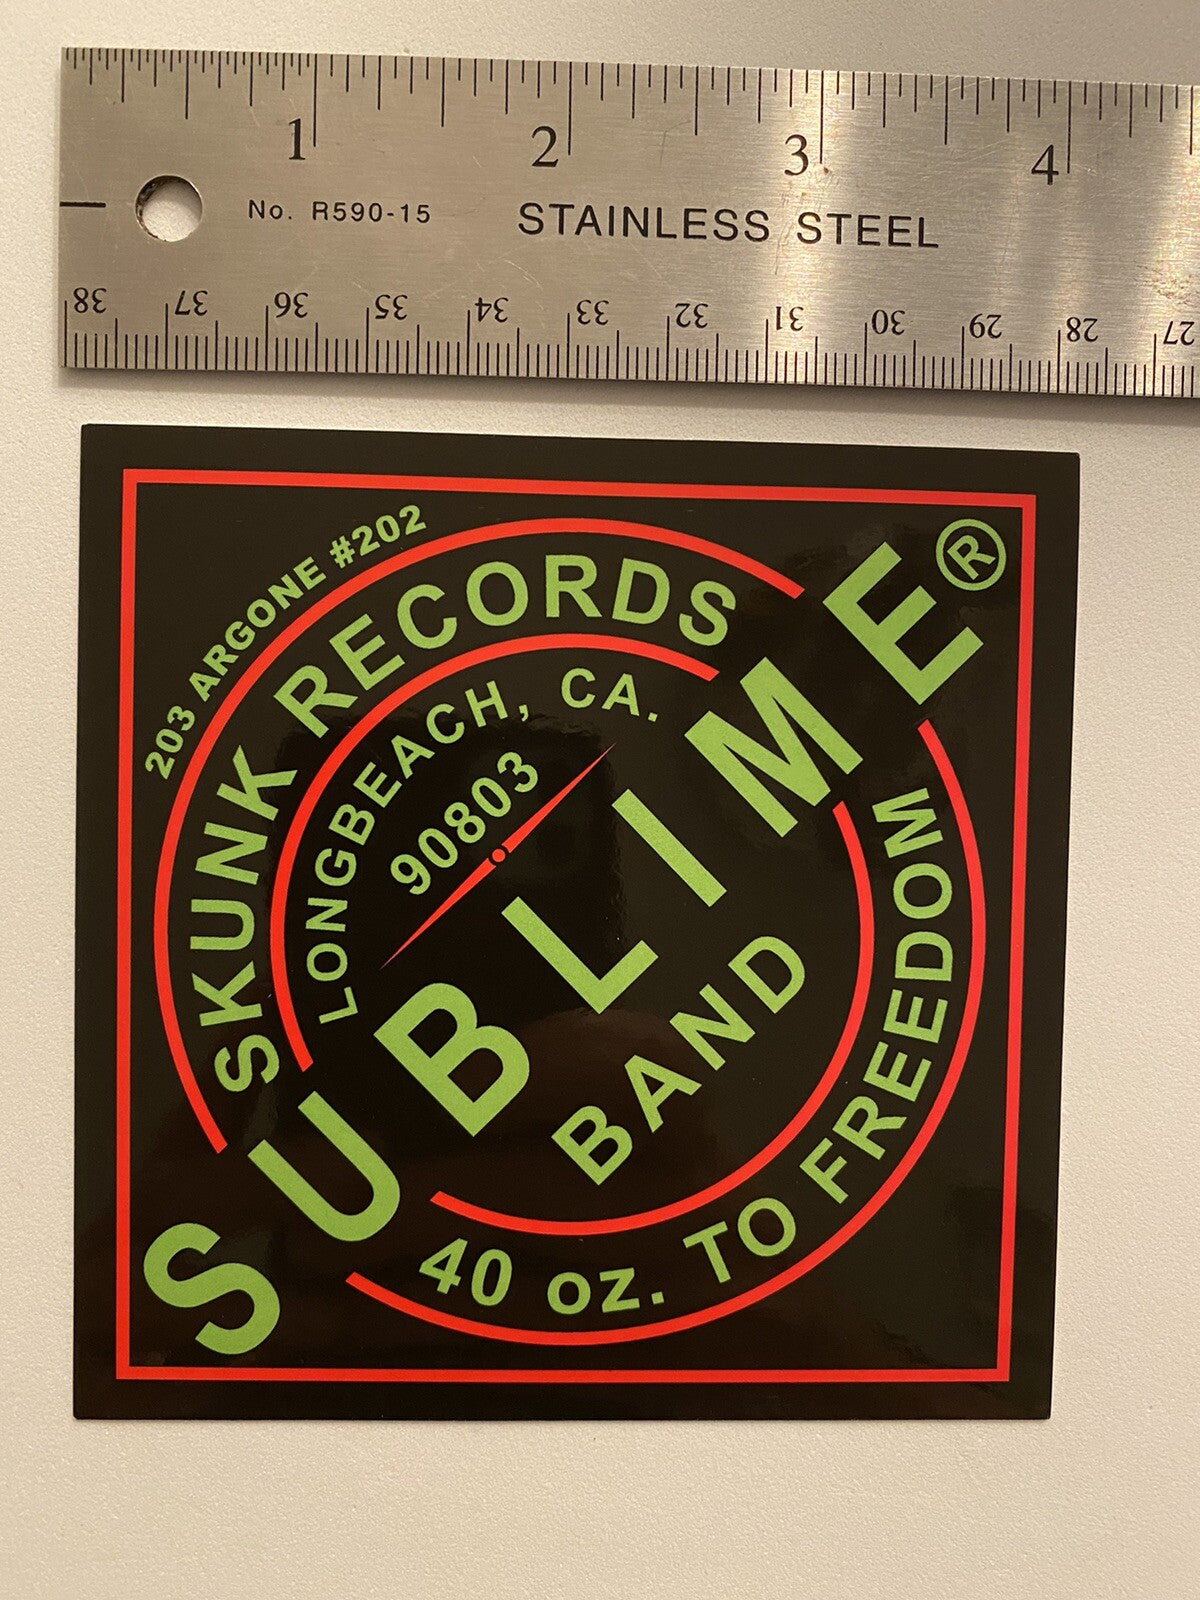 1 2 3 4
No. R590-15 STAINLESS STEEL
38 37 36 35 34 33 32 31 30 29 28 27
203 ARGONE #202
SKUNK RECORDS
LONGBEACH, CA.
90803
SUBLIME®
BAND
40 oz. TO FREEDOM